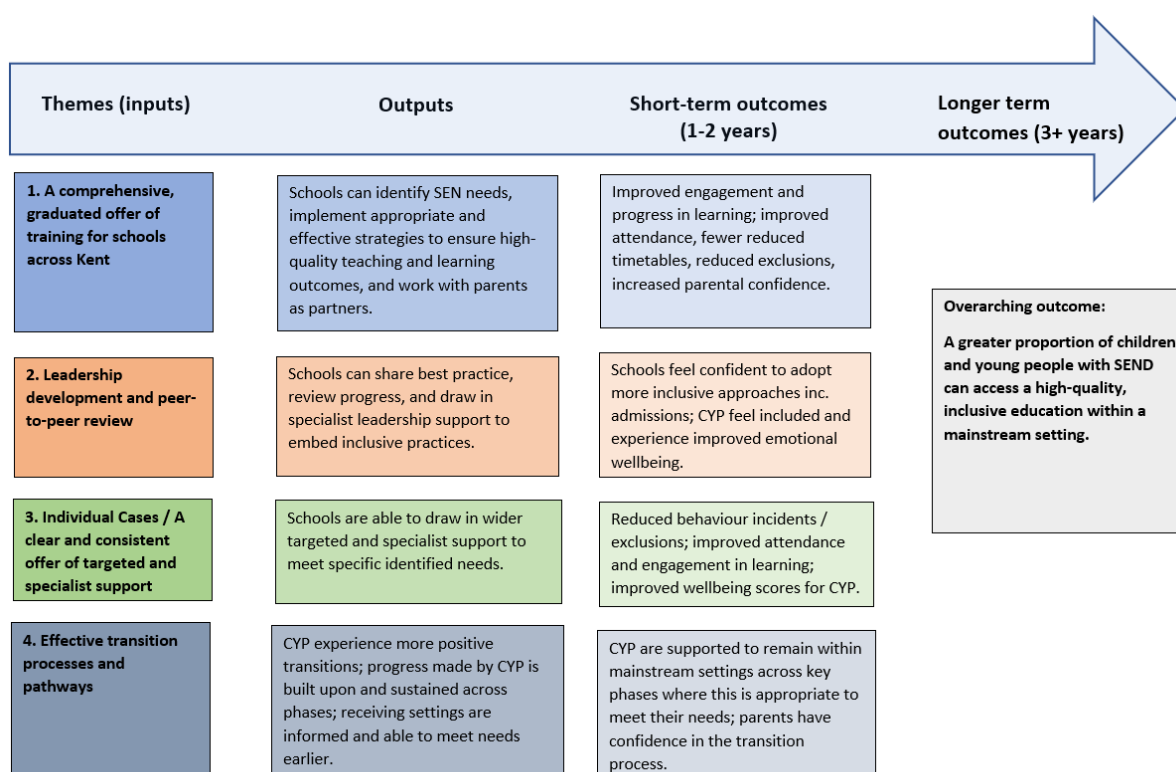 Themes (inputs)
Outputs
Short-term outcomes
(1-2 years)
Longer term
outcomes (3+ years)
1. A comprehensive,
graduated offer of
training for schools
across Kent
Schools can identify SEN needs,
implement appropriate and
effective strategies to ensure high-
quality teaching and learning
outcomes, and work with parents
as partners.
Improved engagement and
progress in learning; improved
attendance, fewer reduced
timetables, reduced exclusions,
increased parental confidence.
2. Leadership
development and peer-
to-peer review
Schools can share best practice,
review progress, and draw in
specialist leadership support to
embed inclusive practices.
Schools feel confident to adopt
more inclusive approaches inc.
admissions; CYP feel included and
experience improved emotional
wellbeing.
3. Individual Cases / A
clear and consistent
offer of targeted and
specialist support
Schools are able to draw in wider
targeted and specialist support to
meet specific identified needs.
Reduced behaviour incidents /
exclusions; improved attendance
and engagement in learning;
improved wellbeing scores for CYP.
4. Effective transition
processes and
pathways
CYP experience more positive
transitions; progress made by CYP is
built upon and sustained across
phases; receiving settings are
informed and able to meet needs
earlier.
CYP are supported to remain within
mainstream settings across key
phases where this is appropriate to
meet their needs; parents have
confidence in the transition
process.
Overarching outcome:
A greater proportion of children
and young people with SEND
can access a high-quality,
inclusive education within a
mainstream setting.